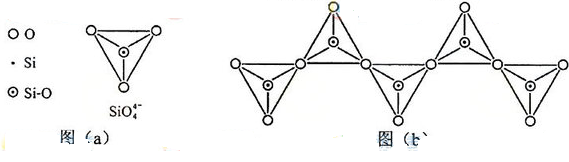 O O
· Si
⊙ Si-O
SiO₄⁴⁻
图(a)
图(b)